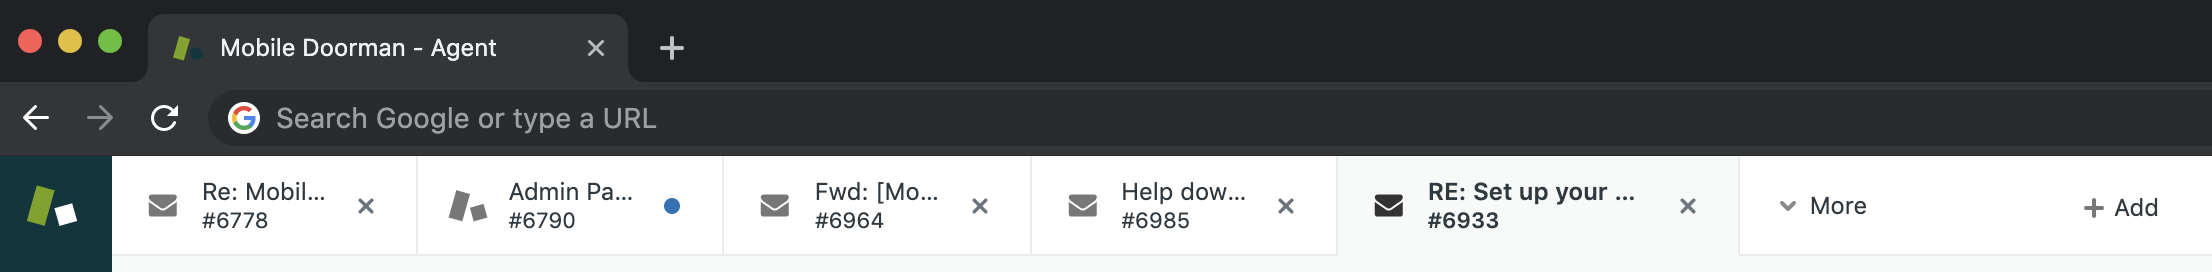 Mobile Doorman - Agent
Search Google or type a URL
Re: Mobil...
#6778
Admin Pa...
#6790
Fwd: [Mo...
#6964
Help dow...
#6985
RE: Set up your ...
#6933
More
Add